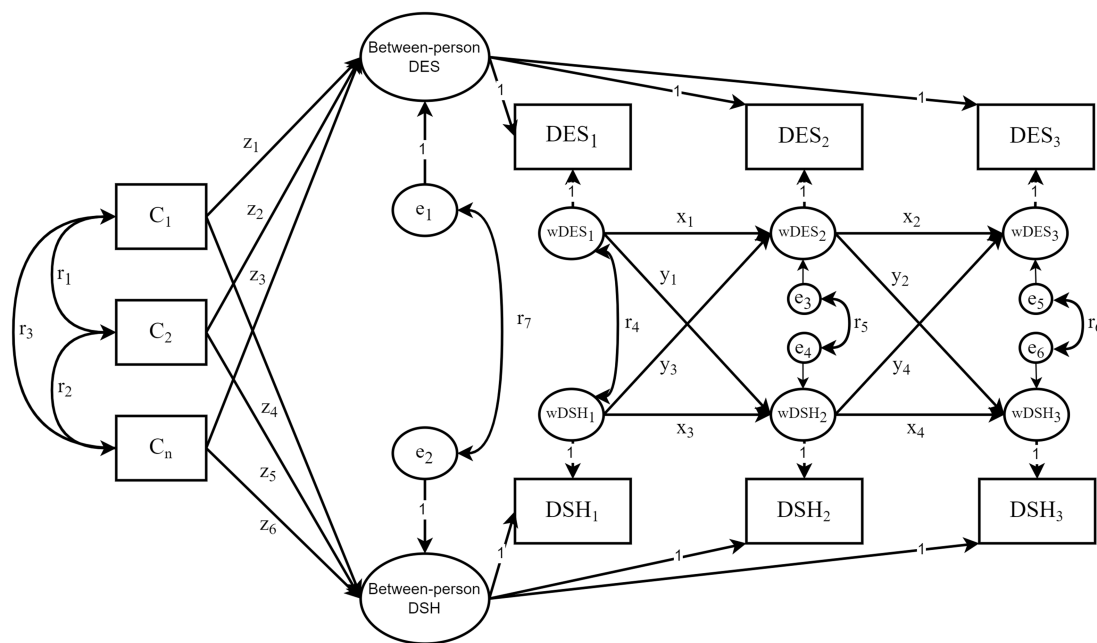 Between-person
DES
1
1
1
DES₁
DES₂
DES₃
z₁
1
1
1
1
C₁
z₂
e₁
wDES₁
x₁
wDES₂
x₂
wDES₃
z₃
r₁
y₁
y₂
e₃
e₅
r₃
C₂
r₇
r₄
r₅
r₆
e₄
e₆
r₂
y₃
y₄
z₄
wDSH₁
wDSH₂
wDSH₃
Cₙ
x₃
x₄
e₂
z₅
1
1
1
z₆
1
DSH₁
DSH₂
DSH₃
1
1
1
Between-person
DSH